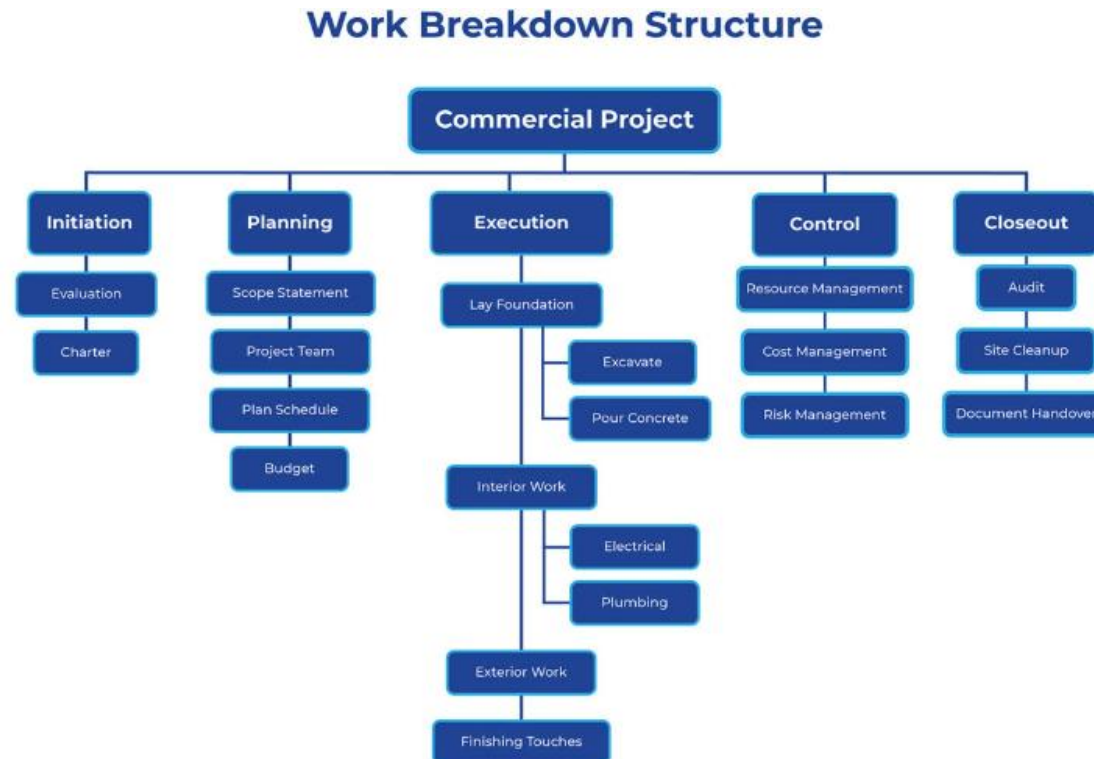 Work Breakdown Structure
Commercial Project
Initiation
Evaluation
Charter
Planning
Scope Statement
Project Team
Plan Schedule
Budget
Execution
Lay Foundation
Excavate
Pour Concrete
Interior Work
Electrical
Plumbing
Exterior Work
Finishing Touches
Control
Resource Management
Cost Management
Risk Management
Closeout
Audit
Site Cleanup
Document Handover